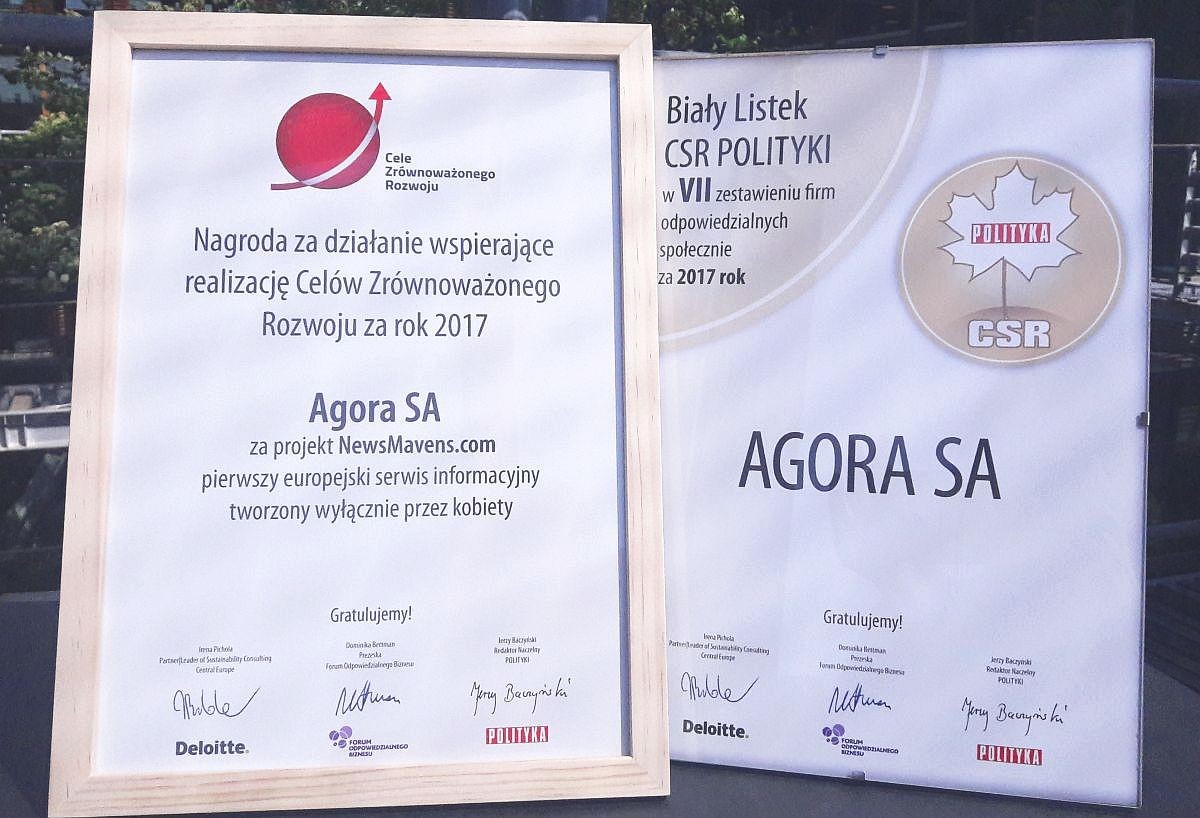 Cele
Zrównoważonego
Rozwoju
Nagroda za działanie wspierające
realizację Celów Zrównoważonego
Rozwoju za rok 2017
Agora SA
za projekt NewsMavens.com
pierwszy europejski serwis informacyjny
tworzony wyłącznie przez kobiety
Gratulujemy!
Irena Pichola
Partner|Leader of Sustainability Consulting
Central Europe
Dominika Bettman
Prezeska
Forum Odpowiedzialnego Biznesu
Jerzy Baczyński
Redaktor Naczelny
POLITYKI
Jerzy Baczyński
Deloitte.
FORUM
ODPOWIEDZIALNEGO
BIZNESU
POLITYKA
Biały Listek
CSR POLITYKI
w VII zestawieniu firm
odpowiedzialnych
społecznie
za 2017 rok
POLITYKA
CSR
AGORA SA
Gratulujemy!
Irena Pichola
Partner|Leader of Sustainability Consulting
Central Europe
Dominika Bettman
Prezeska
Forum Odpowiedzialnego Biznesu
Jerzy Baczyński
Redaktor Naczelny
POLITYKI
Jerzy Baczyński
Deloitte.
FORUM
ODPOWIEDZIALNEGO
BIZNESU
POLITYKA